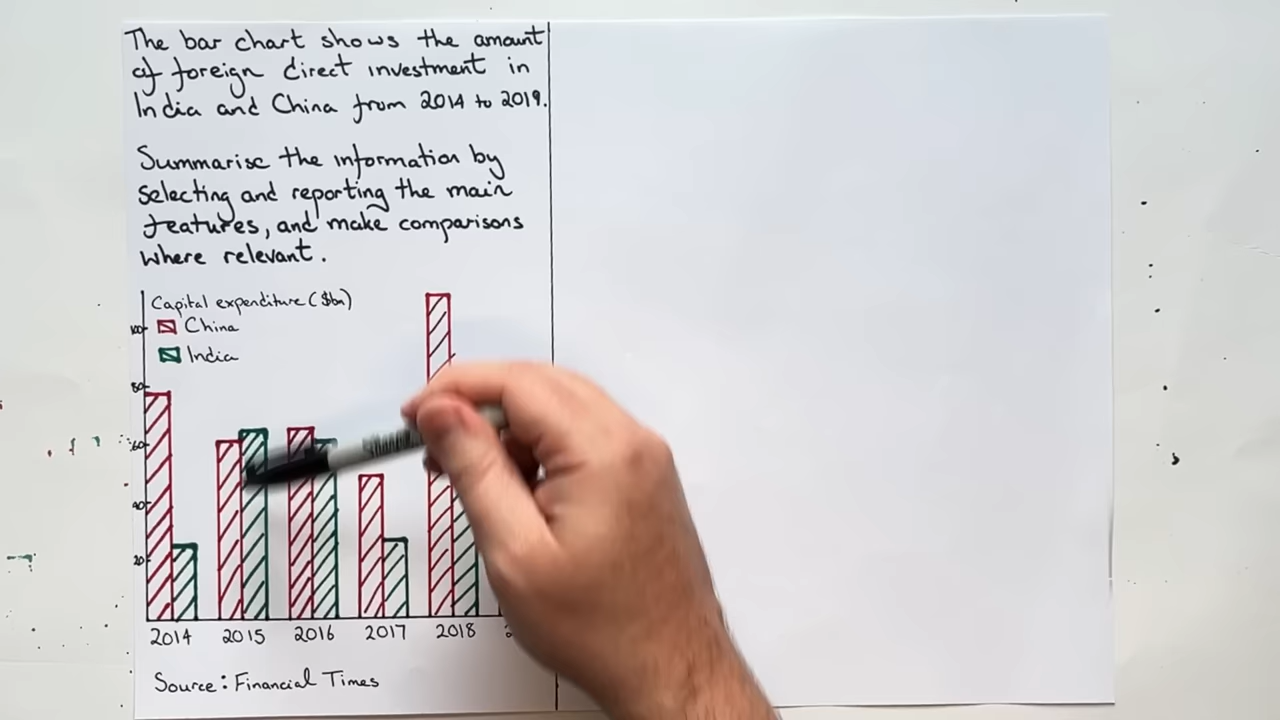 The bar chart shows the amount
of foreign direct investment in
India and China from 2014 to 2019.
Summarise the information by
selecting and reporting the main
features, and make comparisons
where relevant.
Capital expenditure ($bn)
China
India
100
80
60
40
20
2014 2015 2016 2017 2018
Source: Financial Times